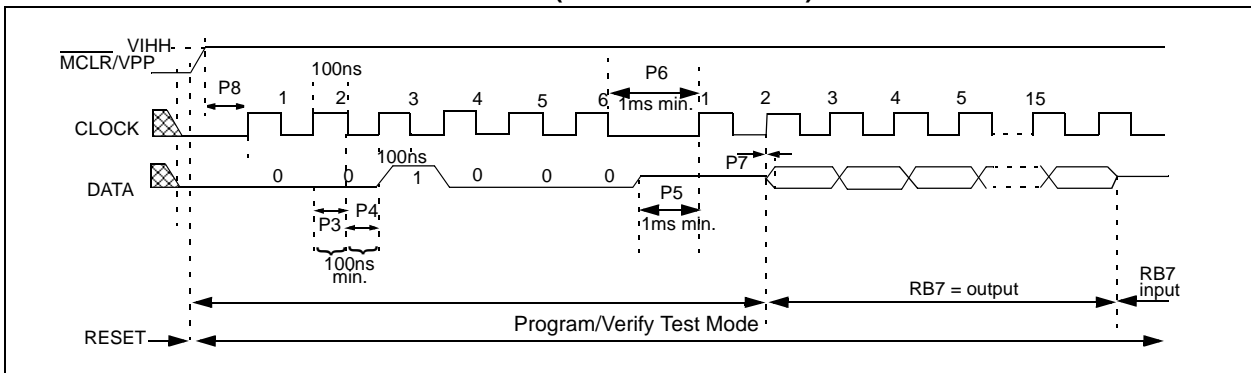 VIHH
MCLR/VPP
100ns
P8
P6
1ms min.
1 2 3 4 5 6 1 2 3 4 5 15
CLOCK
100ns
P7
DATA
0 0 1 0 0 0
P3 P4
P5
1ms min.
100ns
min.
RB7 = output
RB7
input
Program/Verify Test Mode
RESET